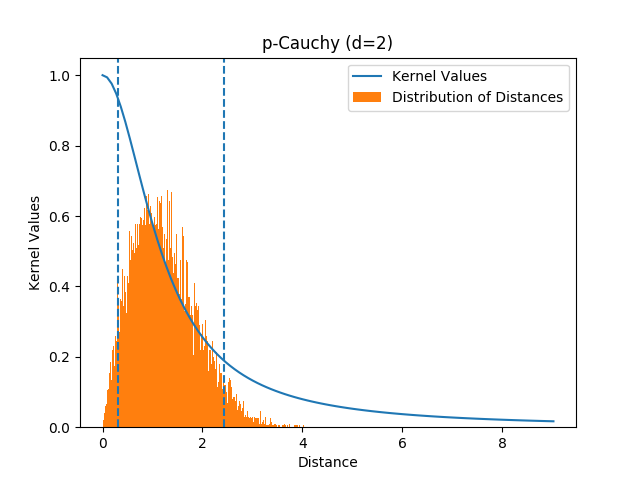 p-Cauchy (d=2)
Kernel Values
Distribution of Distances
1.0
0.8
0.6
0.4
0.2
0.0
Kernel Values
0 2 4 6 8
Distance